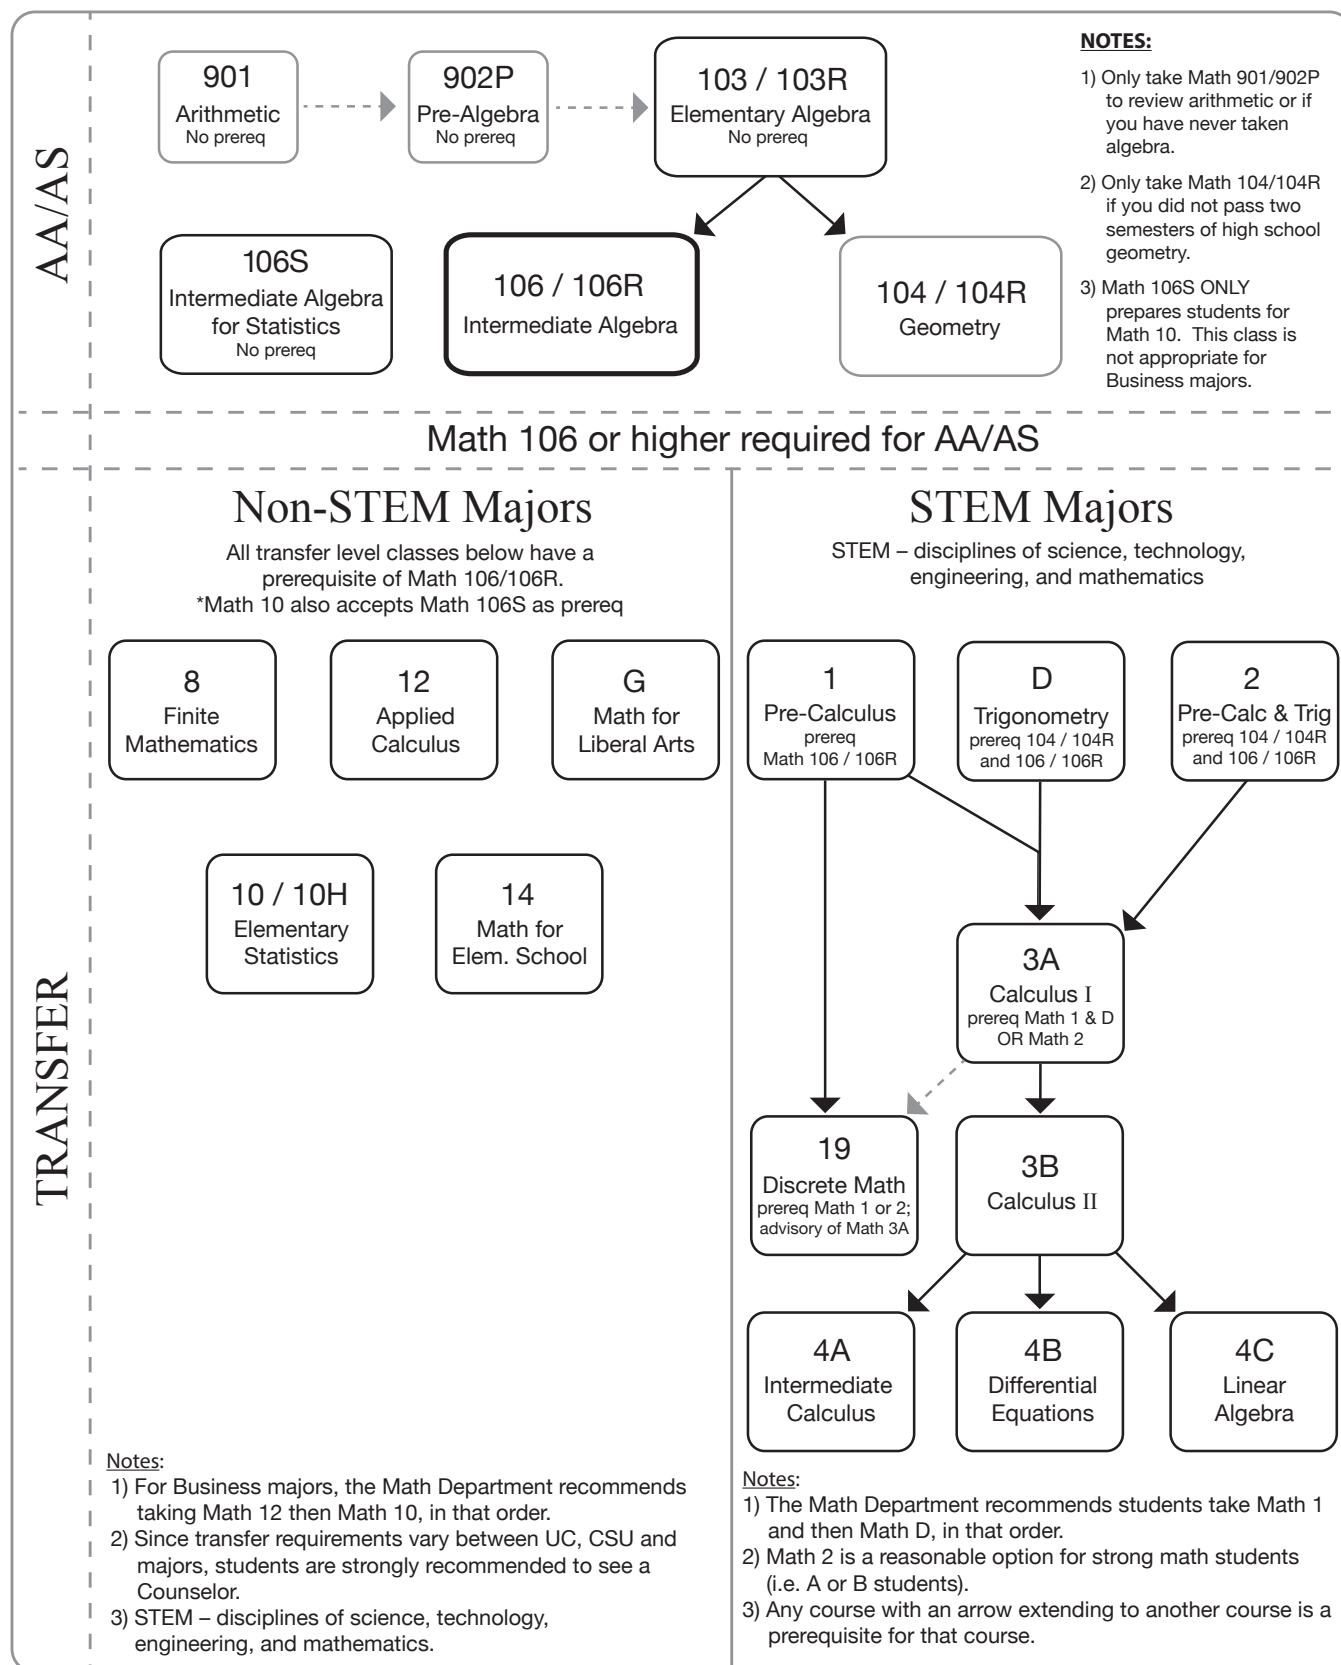 AA/AS
901
Arithmetic
No prereq
902P
Pre-Algebra
No prereq
103 / 103R
Elementary Algebra
No prereq
106S
Intermediate Algebra
for Statistics
No prereq
106 / 106R
Intermediate Algebra
104 / 104R
Geometry
NOTES:
1) Only take Math 901/902P
to review arithmetic or if
you have never taken
algebra.
2) Only take Math 104/104R
if you did not pass two
semesters of high school
geometry.
3) Math 106S ONLY
prepares students for
Math 10.  This class is
not appropriate for
Business majors.
Math 106 or higher required for AA/AS
TRANSFER
Non-STEM Majors
All transfer level classes below have a
prerequisite of Math 106/106R.
*Math 10 also accepts Math 106S as prereq
8
Finite
Mathematics
12
Applied
Calculus
G
Math for
Liberal Arts
10 / 10H
Elementary
Statistics
14
Math for
Elem. School
Notes:
1) For Business majors, the Math Department recommends
taking Math 12 then Math 10, in that order.
2) Since transfer requirements vary between UC, CSU and
majors, students are strongly recommended to see a
Counselor.
3) STEM – disciplines of science, technology,
engineering, and mathematics.
STEM Majors
STEM – disciplines of science, technology,
engineering, and mathematics
1
Pre-Calculus
prereq
Math 106 / 106R
D
Trigonometry
prereq 104 / 104R
and 106 / 106R
2
Pre-Calc & Trig
prereq 104 / 104R
and 106 / 106R
3A
Calculus I
prereq Math 1 & D
OR Math 2
19
Discrete Math
prereq Math 1 or 2;
advisory of Math 3A
3B
Calculus II
4A
Intermediate
Calculus
4B
Differential
Equations
4C
Linear
Algebra
Notes:
1) The Math Department recommends students take Math 1
and then Math D, in that order.
2) Math 2 is a reasonable option for strong math students
(i.e. A or B students).
3) Any course with an arrow extending to another course is a
prerequisite for that course.